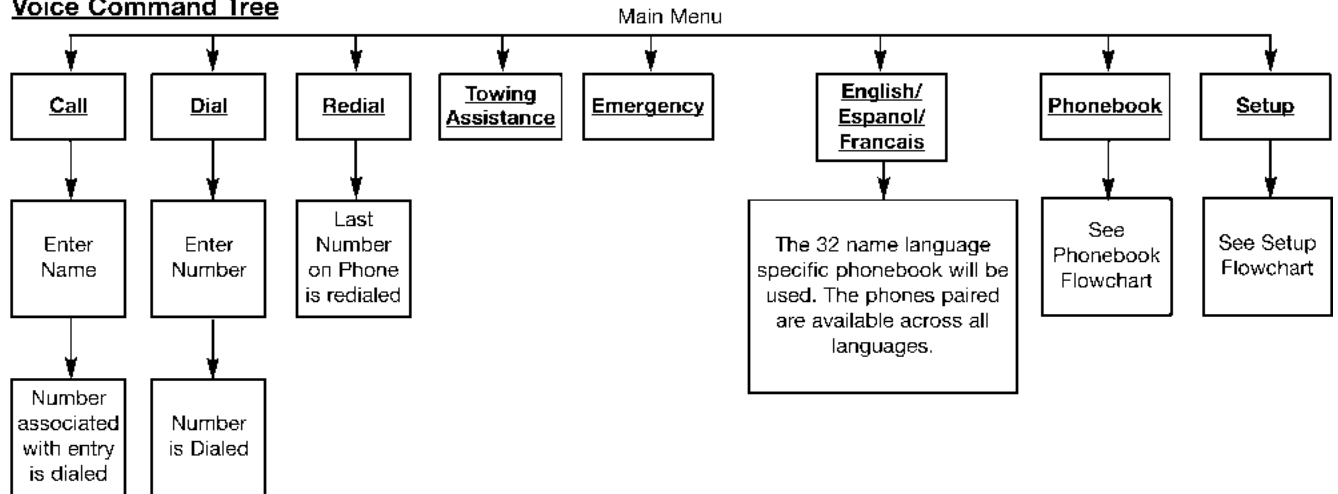 Voice Command Tree
Main Menu
Call
Dial
Redial
Towing
Assistance
Emergency
English/
Espanol/
Francais
Phonebook
Setup
Enter
Name
Enter
Number
Last
Number
on Phone
is redialed
The 32 name language
specific phonebook will be
used. The phones paired
are available across all
languages.
See
Phonebook
Flowchart
See Setup
Flowchart
Number
associated
with entry
is dialed
Number
is Dialed